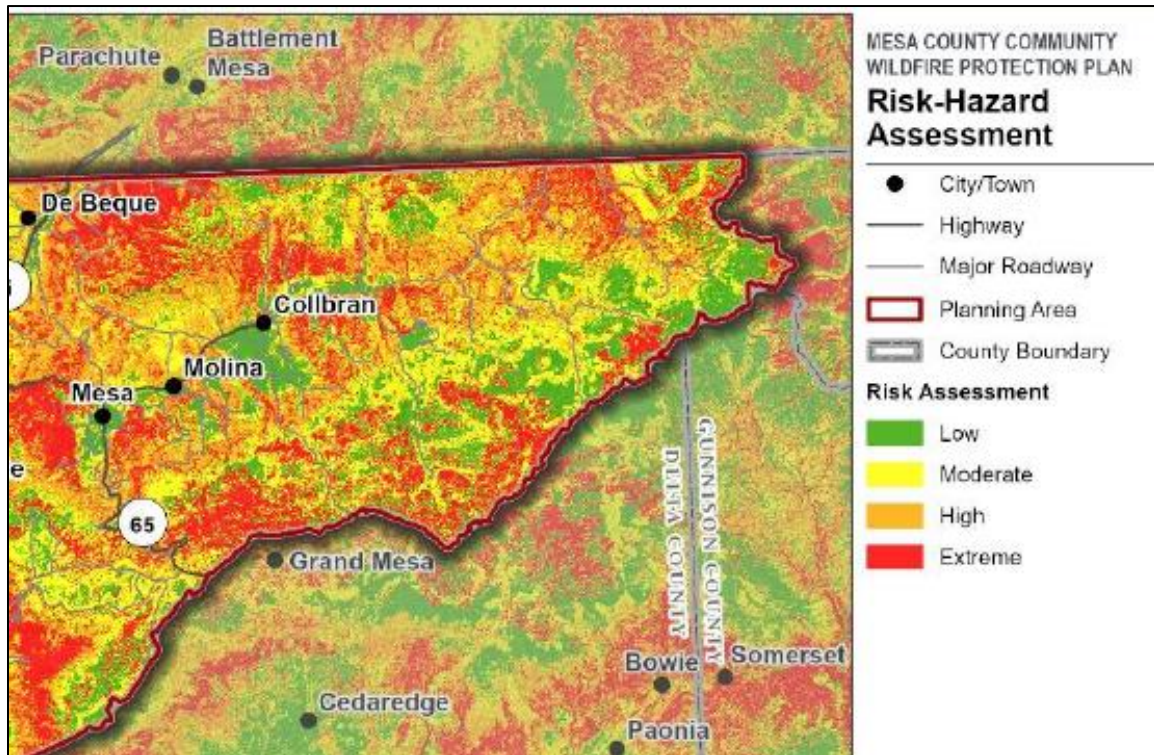 Battlement
Mesa
Parachute
De Beque
Collbran
Molina
Mesa
65
Grand Mesa
DELTA COUNTY
GUNNISON COUNTY
Bowie
Somerset
Cedaredge
Paonia
MESA COUNTY COMMUNITY
WILDFIRE PROTECTION PLAN
Risk-Hazard
Assessment
City/Town
Highway
Major Roadway
Planning Area
County Boundary
Risk Assessment
Low
Moderate
High
Extreme